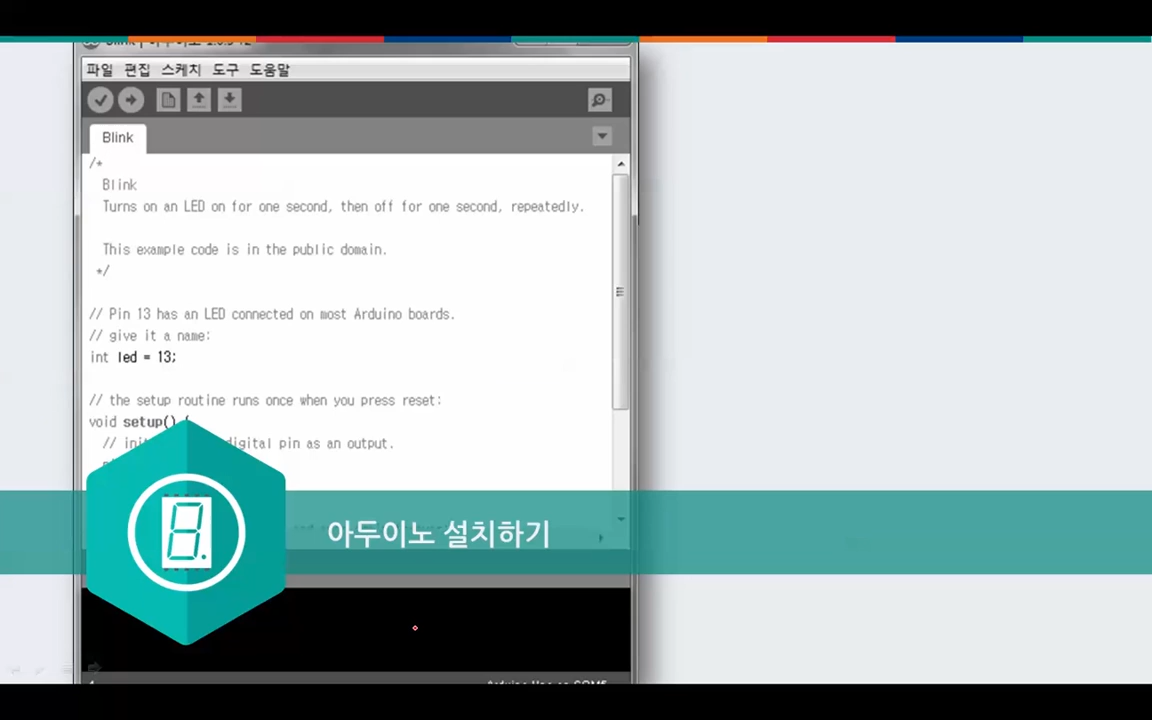 파일 편집 스케치 도구 도움말
Blink
/*
Blink
Turns on an LED on for one second, then off for one second, repeatedly.
This example code is in the public domain.
*/
// Pin 13 has an LED connected on most Arduino boards.
// give it a name:
int led = 13;
// the setup routine runs once when you press reset:
void setup() {
// digital pin as an output.
아두이노 설치하기